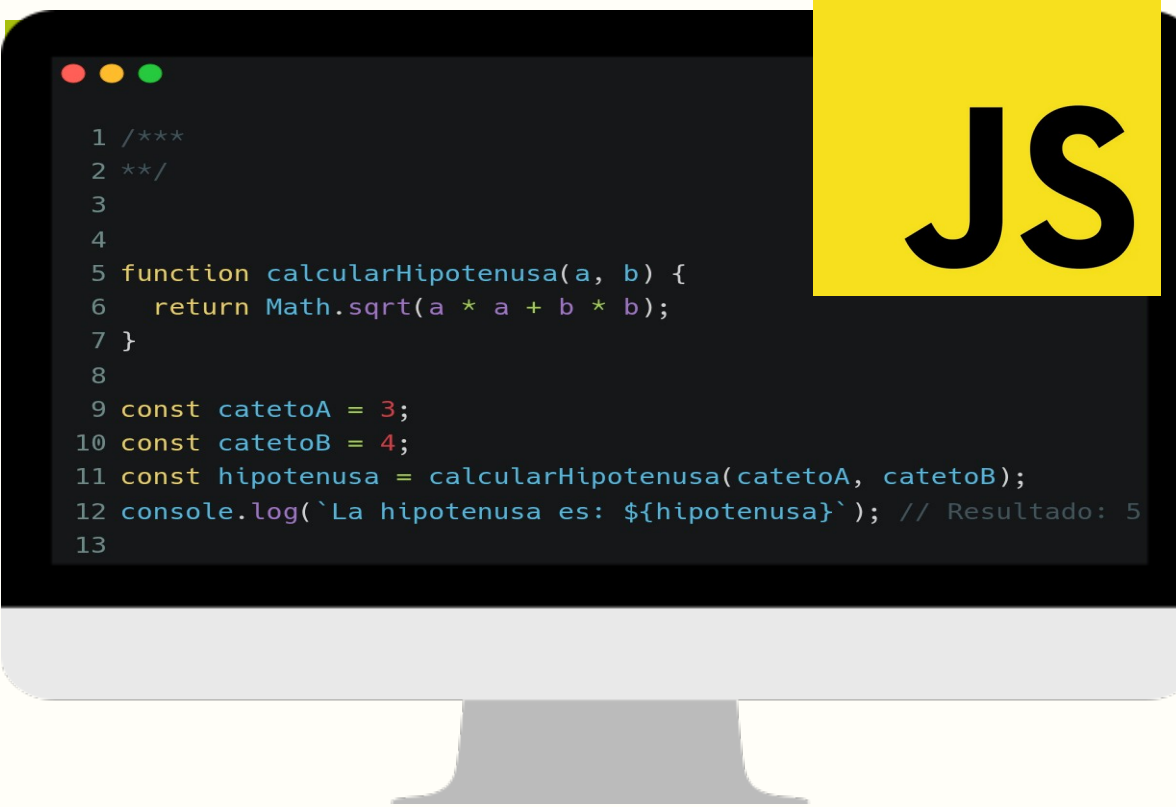 JS
1 /***
2 **/
3
4
5 function calcularHipotenusa(a, b) {
6   return Math.sqrt(a * a + b * b);
7 }
8
9 const catetoA = 3;
10 const catetoB = 4;
11 const hipotenusa = calcularHipotenusa(catetoA, catetoB);
12 console.log(`La hipotenusa es: ${hipotenusa}`); // Resultado: 5
13